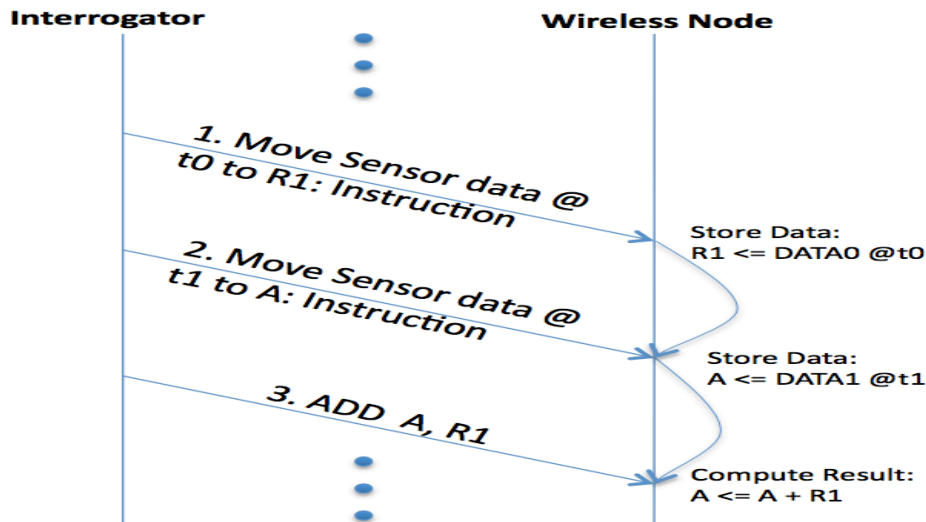 Interrogator
Wireless Node
1. Move Sensor data @
t0 to R1: Instruction
Store Data:
R1 <= DATA0 @t0
2. Move Sensor data @
t1 to A: Instruction
Store Data:
A <= DATA1 @t1
3. ADD A, R1
Compute Result:
A <= A + R1